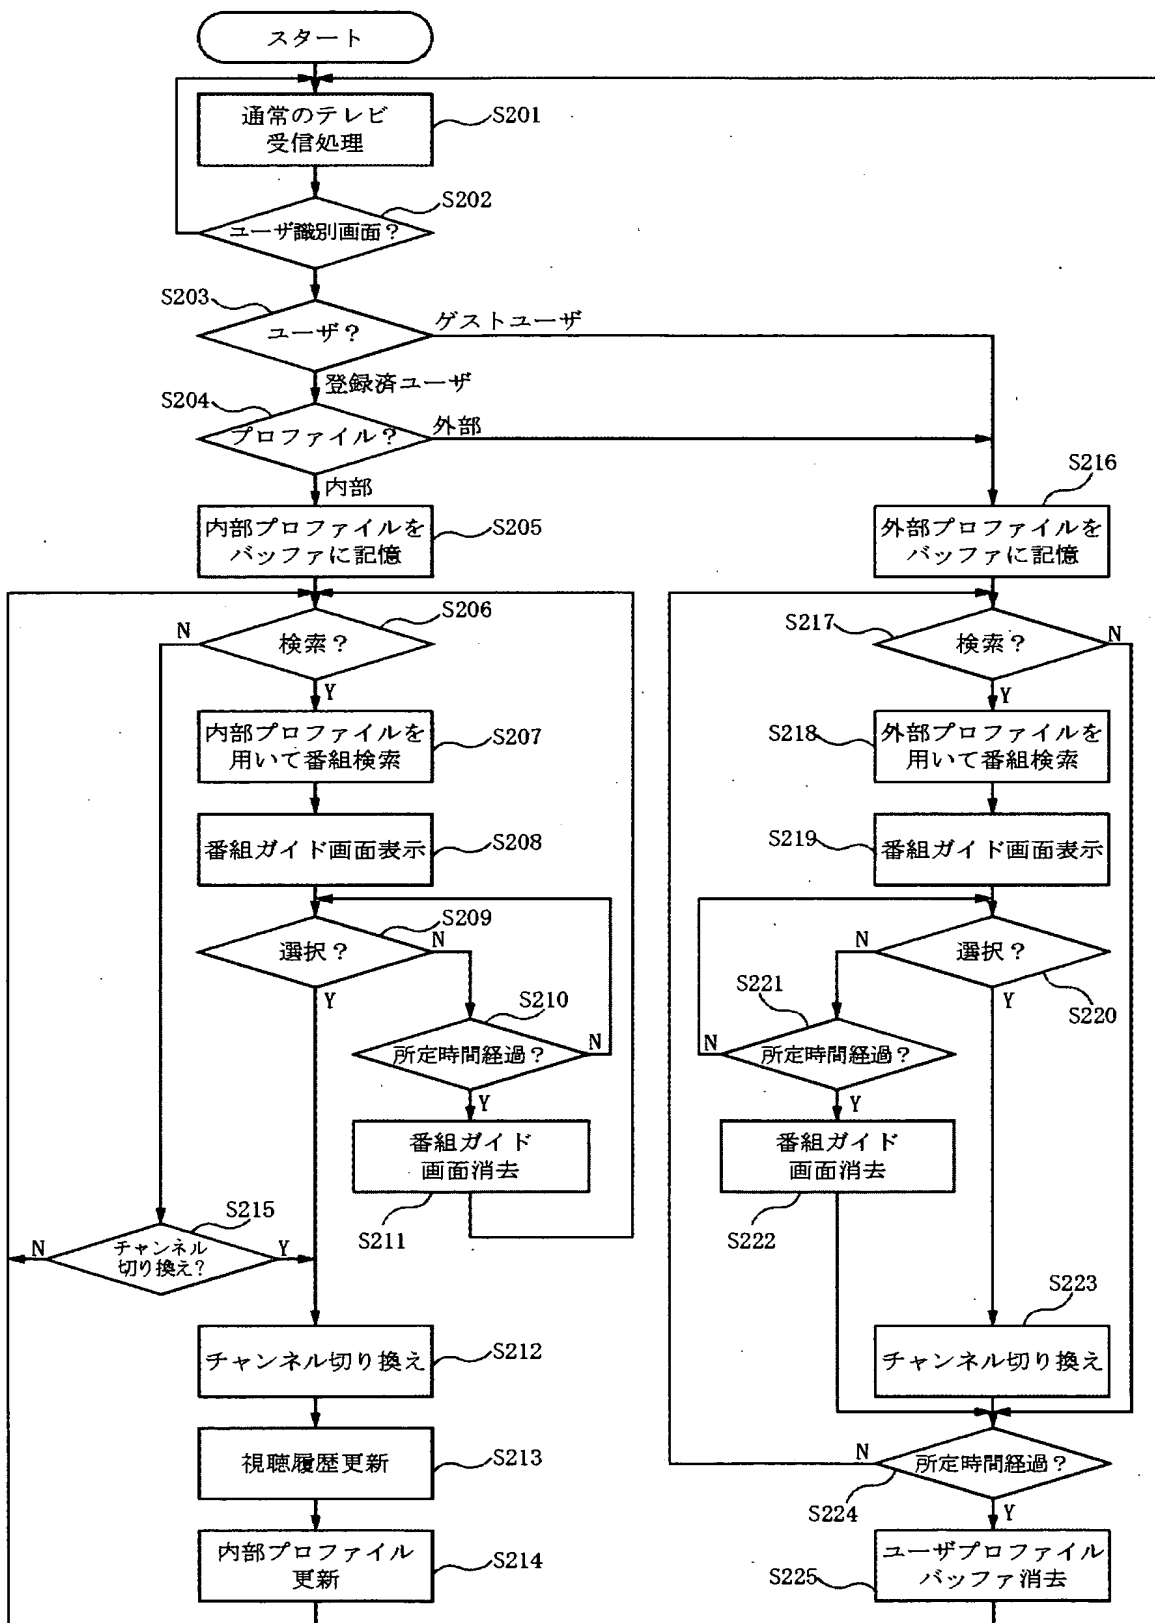 スタート
通常のテレビ
受信処理
S201
S202
ユーザ識別画面？
S203
ユーザ？
ゲストユーザ
登録済ユーザ
S204
プロファイル？
外部
内部
内部プロファイルを
バッファに記憶
S205
S206
検索？
N
Y
内部プロファイルを
用いて番組検索
S207
番組ガイド画面表示
S208
S209
選択？
N
Y
S210
所定時間経過？
N
Y
番組ガイド
画面消去
S211
S215
チャンネル
切り換え？
N
Y
チャンネル切り換え
S212
視聴履歴更新
S213
内部プロファイル
更新
S214
S216
外部プロファイルを
バッファに記憶
S217
検索？
N
Y
外部プロファイルを
用いて番組検索
S218
番組ガイド画面表示
S219
選択？
N
Y
S220
S221
所定時間経過？
N
Y
番組ガイド
画面消去
S222
S223
チャンネル切り換え
所定時間経過？
N
Y
S224
ユーザプロファイル
バッファ消去
S225